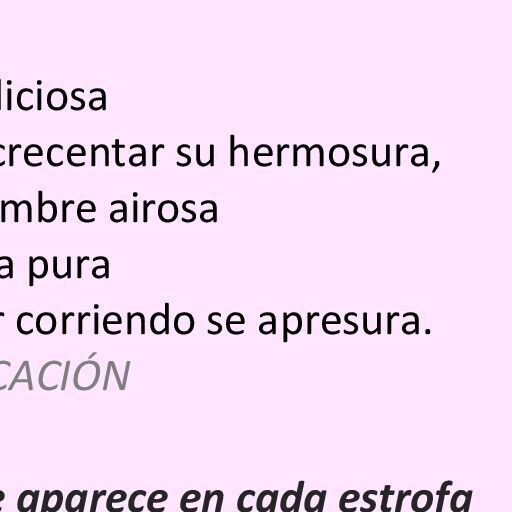 liciosa
crecentar su hermosura,
mbre airosa
a pura
r corriendo se apresura.
CACIÓN
e aparece en cada estrofa